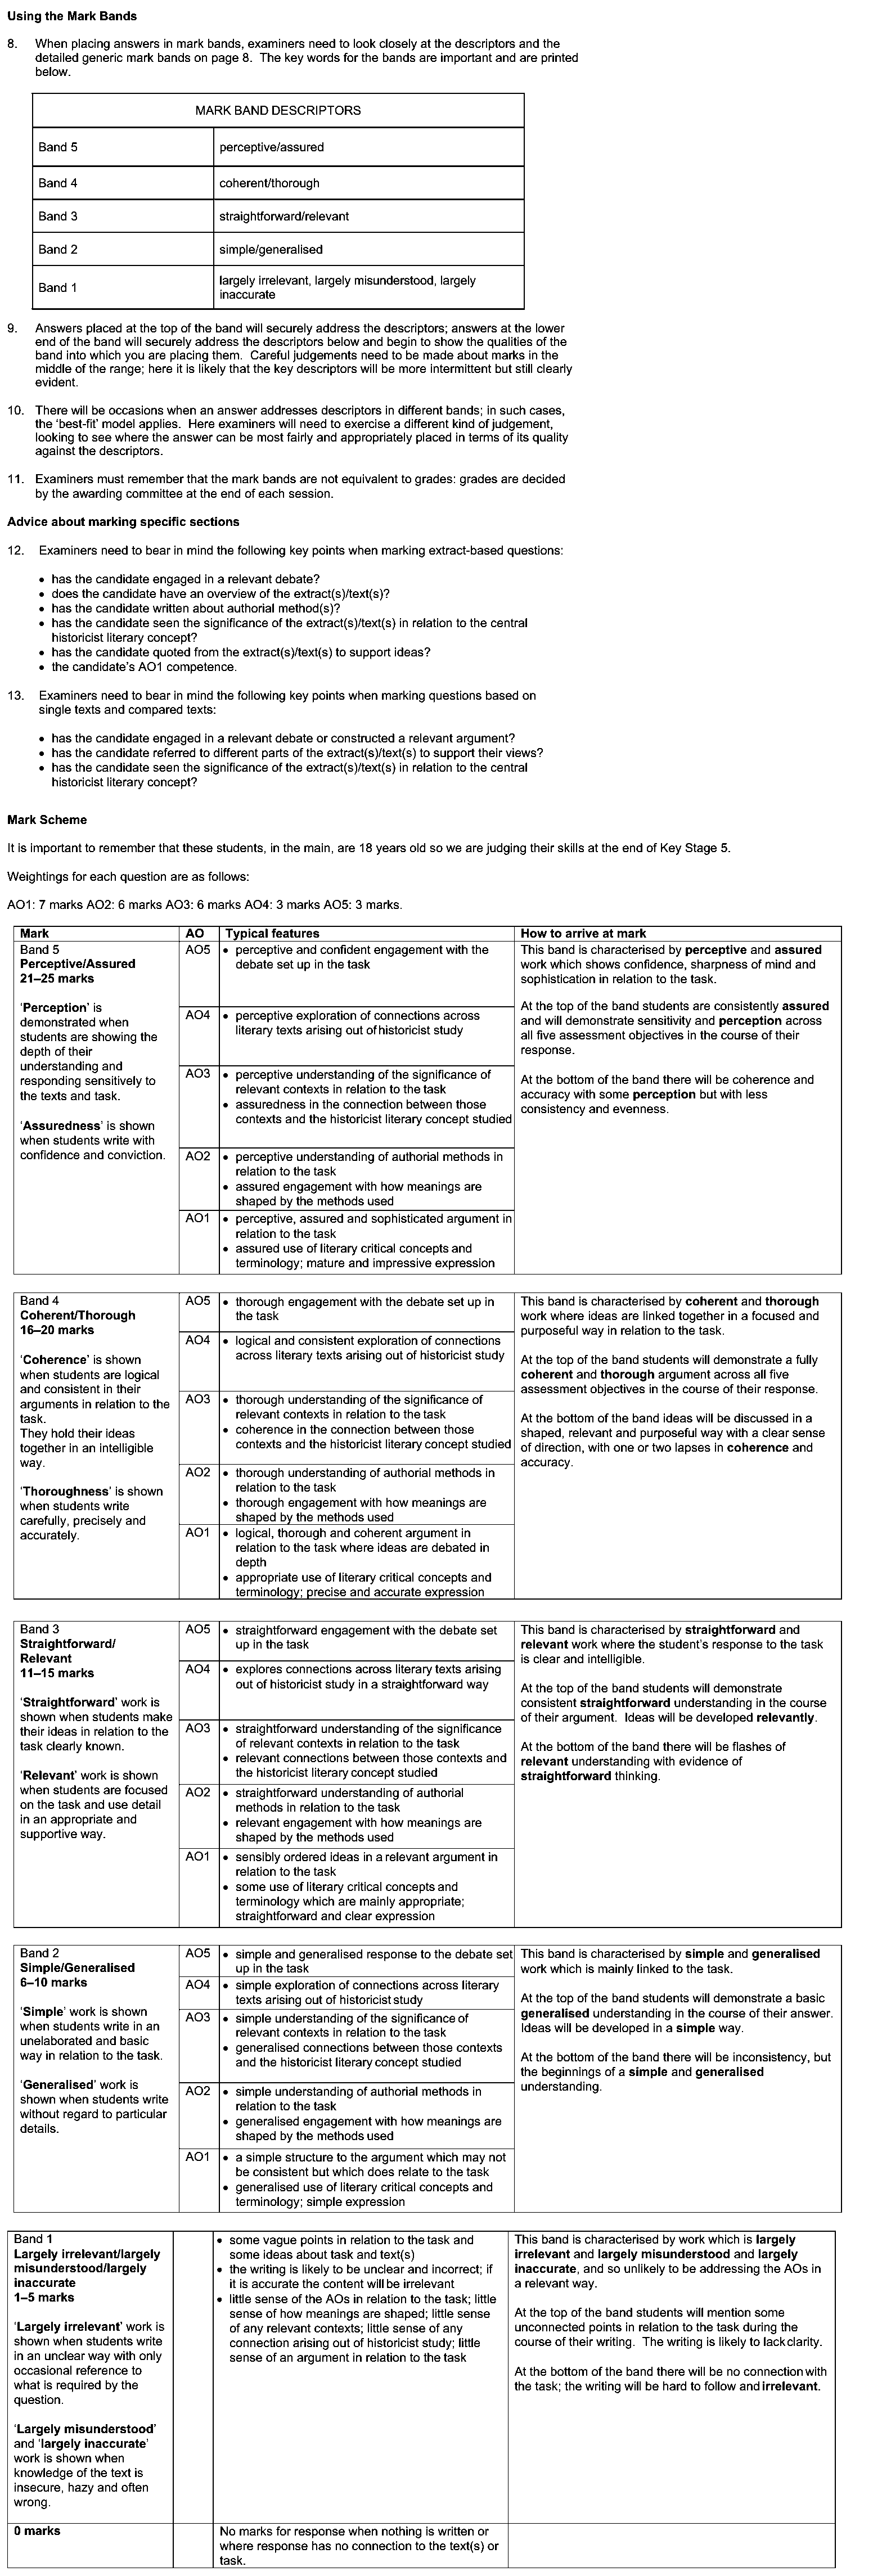 Using the Mark Bands
8. When placing answers in mark bands, examiners need to look closely at the descriptors and the
detailed generic mark bands on page 8. The key words for the bands are important and are printed
below.
MARK BAND DESCRIPTORS
Band 5 perceptive/assured
Band 4 coherent/thorough
Band 3 straightforward/relevant
Band 2 simple/generalised
Band 1 largely irrelevant, largely misunderstood, largely
inaccurate
9. Answers placed at the top of the band will securely address the descriptors; answers at the lower
end of the band will securely address the descriptors below and begin to show the qualities of the
band into which you are placing them. Careful judgements need to be made about marks in the
middle of the range; here it is likely that the key descriptors will be more intermittent but still clearly
evident.
10. There will be occasions when an answer addresses descriptors in different bands; in such cases,
the ‘best-fit’ model applies. Here examiners will need to exercise a different kind of judgement,
looking to see where the answer can be most fairly and appropriately placed in terms of its quality
against the descriptors.
11. Examiners must remember that the mark bands are not equivalent to grades: grades are decided
by the awarding committee at the end of each session.
Advice about marking specific sections
12. Examiners need to bear in mind the following key points when marking extract-based questions:
• has the candidate engaged in a relevant debate?
• does the candidate have an overview of the extract(s)/text(s)?
• has the candidate written about authorial method(s)?
• has the candidate seen the significance of the extract(s)/text(s) in relation to the central
historicist literary concept?
• has the candidate quoted from the extract(s)/text(s) to support ideas?
• the candidate’s AO1 competence.
13. Examiners need to bear in mind the following key points when marking questions based on
single texts and compared texts:
• has the candidate engaged in a relevant debate or constructed a relevant argument?
• has the candidate referred to different parts of the extract(s)/text(s) to support their views?
• has the candidate seen the significance of the extract(s)/text(s) in relation to the central
historicist literary concept?
Mark Scheme
It is important to remember that these students, in the main, are 18 years old so we are judging their skills at the end of Key Stage 5.
Weightings for each question are as follows:
AO1: 7 marks AO2: 6 marks AO3: 6 marks AO4: 3 marks AO5: 3 marks.
Mark AO Typical features How to arrive at mark
Band 5
Perceptive/Assured
21–25 marks
‘Perception’ is
demonstrated when
students are showing the
depth of their
understanding and
responding sensitively to
the texts and task.
‘Assuredness’ is shown
when students write with
confidence and conviction.
AO5 • perceptive and confident engagement with the
debate set up in the task
AO4 • perceptive exploration of connections across
literary texts arising out of historicist study
AO3 • perceptive understanding of the significance of
relevant contexts in relation to the task
• assuredness in the connection between those
contexts and the historicist literary concept studied
AO2 • perceptive understanding of authorial methods in
relation to the task
• assured engagement with how meanings are
shaped by the methods used
AO1 • perceptive, assured and sophisticated argument in
relation to the task
• assured use of literary critical concepts and
terminology; mature and impressive expression
This band is characterised by perceptive and assured
work which shows confidence, sharpness of mind and
sophistication in relation to the task.
At the top of the band students are consistently assured
and will demonstrate sensitivity and perception across
all five assessment objectives in the course of their
response.
At the bottom of the band there will be coherence and
accuracy with some perception but with less
consistency and evenness.
Band 4
Coherent/Thorough
16–20 marks
‘Coherence’ is shown
when students are logical
and consistent in their
arguments in relation to the
task.
They hold their ideas
together in an intelligible
way.
‘Thoroughness’ is shown
when students write
carefully, precisely and
accurately.
AO5 • thorough engagement with the debate set up in
the task
AO4 • logical and consistent exploration of connections
across literary texts arising out of historicist study
AO3 • thorough understanding of the significance of
relevant contexts in relation to the task
• coherence in the connection between those
contexts and the historicist literary concept studied
AO2 • thorough understanding of authorial methods in
relation to the task
• thorough engagement with how meanings are
shaped by the methods used
AO1 • logical, thorough and coherent argument in
relation to the task where ideas are debated in
depth
• appropriate use of literary critical concepts and
terminology; precise and accurate expression
This band is characterised by coherent and thorough
work where ideas are linked together in a focused and
purposeful way in relation to the task.
At the top of the band students will demonstrate a fully
coherent and thorough argument across all five
assessment objectives in the course of their response.
At the bottom of the band ideas will be discussed in a
shaped, relevant and purposeful way with a clear sense
of direction, with one or two lapses in coherence and
accuracy.
Band 3
Straightforward/
Relevant
11–15 marks
‘Straightforward’ work is
shown when students make
their ideas in relation to the
task clearly known.
‘Relevant’ work is shown
when students are focused
on the task and use detail
in an appropriate and
supportive way.
AO5 • straightforward engagement with the debate set
up in the task
AO4 • explores connections across literary texts arising
out of historicist study in a straightforward way
AO3 • straightforward understanding of the significance
of relevant contexts in relation to the task
• relevant connections between those contexts and
the historicist literary concept studied
AO2 • straightforward understanding of authorial
methods in relation to the task
• relevant engagement with how meanings are
shaped by the methods used
AO1 • sensibly ordered ideas in a relevant argument in
relation to the task
• some use of literary critical concepts and
terminology which are mainly appropriate;
straightforward and clear expression
This band is characterised by straightforward and
relevant work where the student’s response to the task
is clear and intelligible.
At the top of the band students will demonstrate
consistent straightforward understanding in the course
of their argument. Ideas will be developed relevantly.
At the bottom of the band there will be flashes of
relevant understanding with evidence of
straightforward thinking.
Band 2
Simple/Generalised
6–10 marks
‘Simple’ work is shown
when students write in an
unelaborated and basic
way in relation to the task.
‘Generalised’ work is
shown when students write
without regard to particular
details.
AO5 • simple and generalised response to the debate set
up in the task
AO4 • simple exploration of connections across literary
texts arising out of historicist study
AO3 • simple understanding of the significance of
relevant contexts in relation to the task
• generalised connections between those contexts
and the historicist literary concept studied
AO2 • simple understanding of authorial methods in
relation to the task
• generalised engagement with how meanings are
shaped by the methods used
AO1 • a simple structure to the argument which may not
be consistent but which does relate to the task
• generalised use of literary critical concepts and
terminology; simple expression
This band is characterised by simple and generalised
work which is mainly linked to the task.
At the top of the band students will demonstrate a basic
generalised understanding in the course of their answer.
Ideas will be developed in a simple way.
At the bottom of the band there will be inconsistency, but
the beginnings of a simple and generalised
understanding.
Band 1
Largely irrelevant/largely
misunderstood/largely
inaccurate
1–5 marks
‘Largely irrelevant’ work is
shown when students write
in an unclear way with only
occasional reference to
what is required by the
question.
‘Largely misunderstood’
and ‘largely inaccurate’
work is shown when
knowledge of the text is
insecure, hazy and often
wrong.
• some vague points in relation to the task and
some ideas about task and text(s)
• the writing is likely to be unclear and incorrect; if
it is accurate the content will be irrelevant
• little sense of the AOs in relation to the task; little
sense of how meanings are shaped; little sense
of any relevant contexts; little sense of any
connection arising out of historicist study; little
sense of an argument in relation to the task
This band is characterised by work which is largely
irrelevant and largely misunderstood and largely
inaccurate, and so unlikely to be addressing the AOs in
a relevant way.
At the top of the band students will mention some
unconnected points in relation to the task during the
course of their writing. The writing is likely to lack clarity.
At the bottom of the band there will be no connection with
the task; the writing will be hard to follow and irrelevant.
0 marks
No marks for response when nothing is written or
where response has no connection to the text(s) or
task.